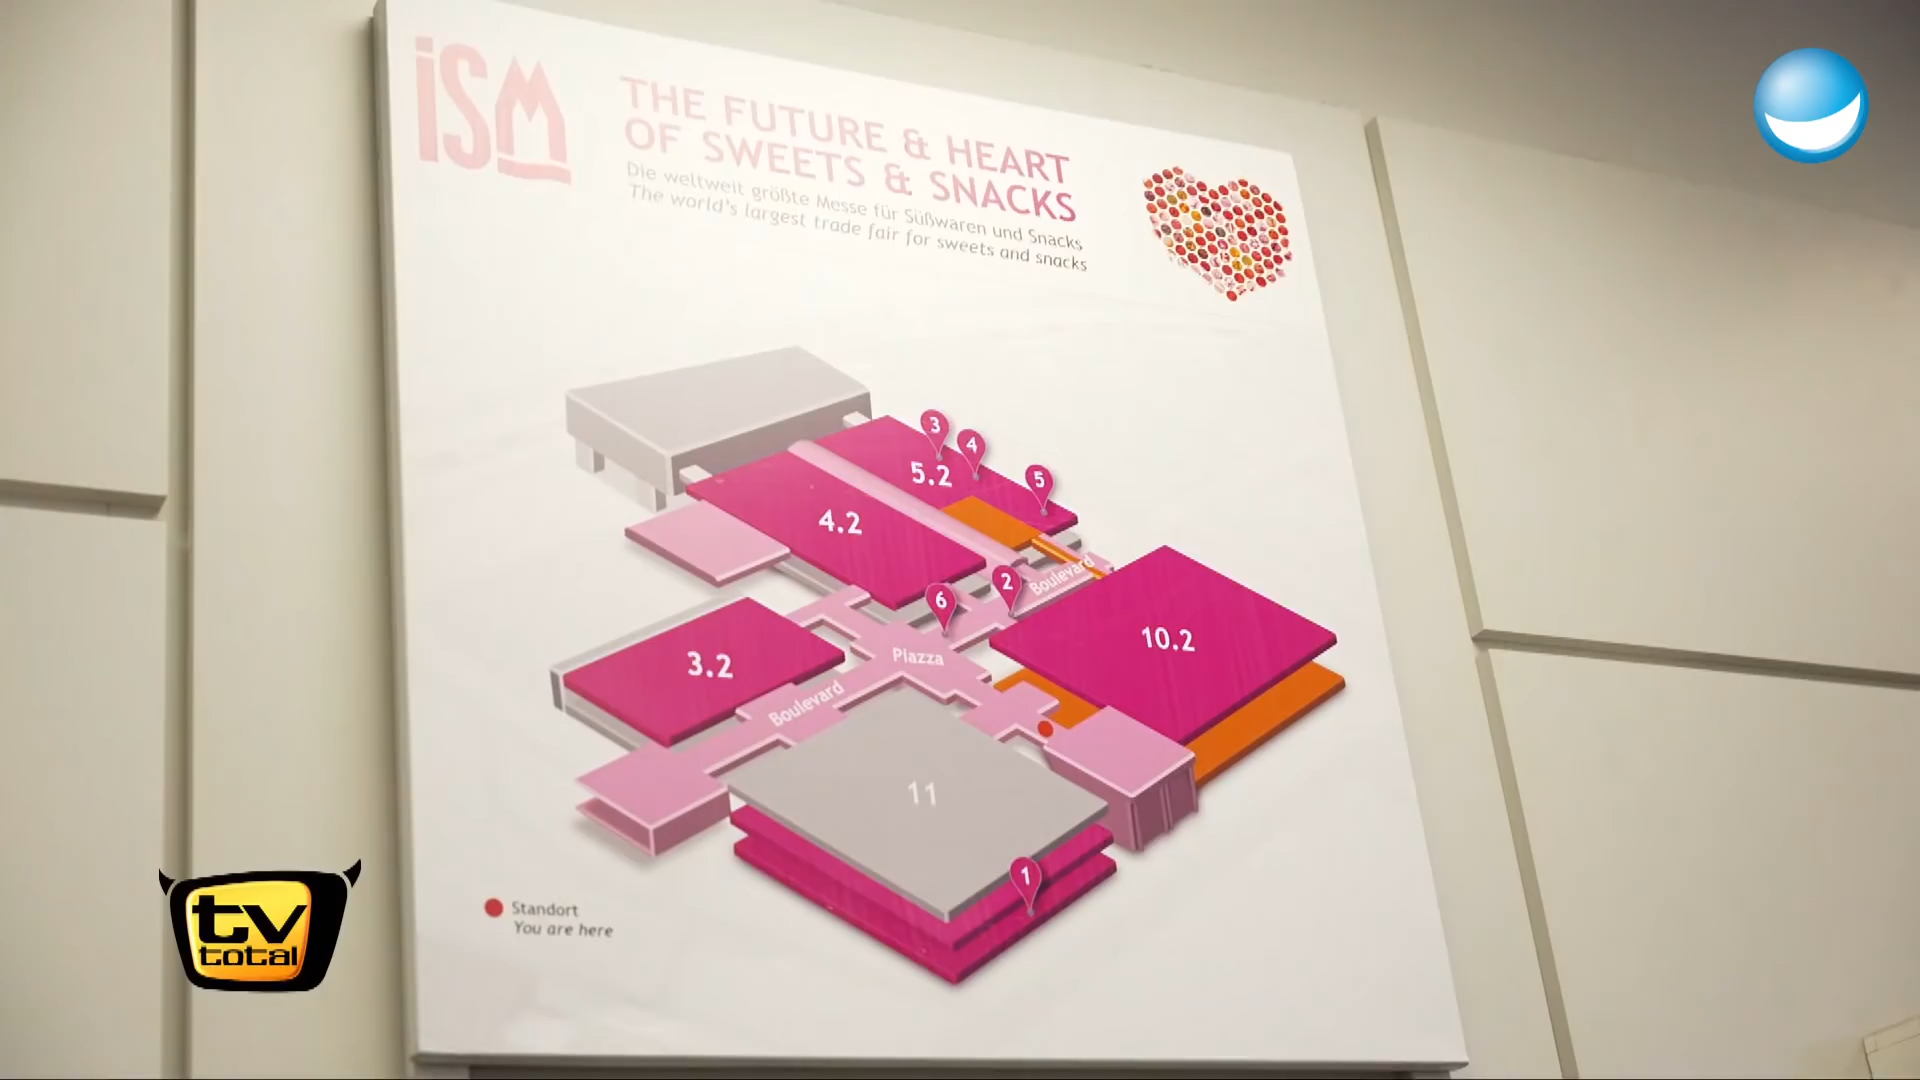 iSM
THE FUTURE & HEART
OF SWEETS & SNACKS
Die weltweit größte Messe für Süßwaren und Snacks
The world's largest trade fair for sweets and snacks
3
4
5.2
5
4.2
2
Boulevard
6
10.2
Piazza
3.2
Boulevard
11
1
Standort
You are here
tv
total